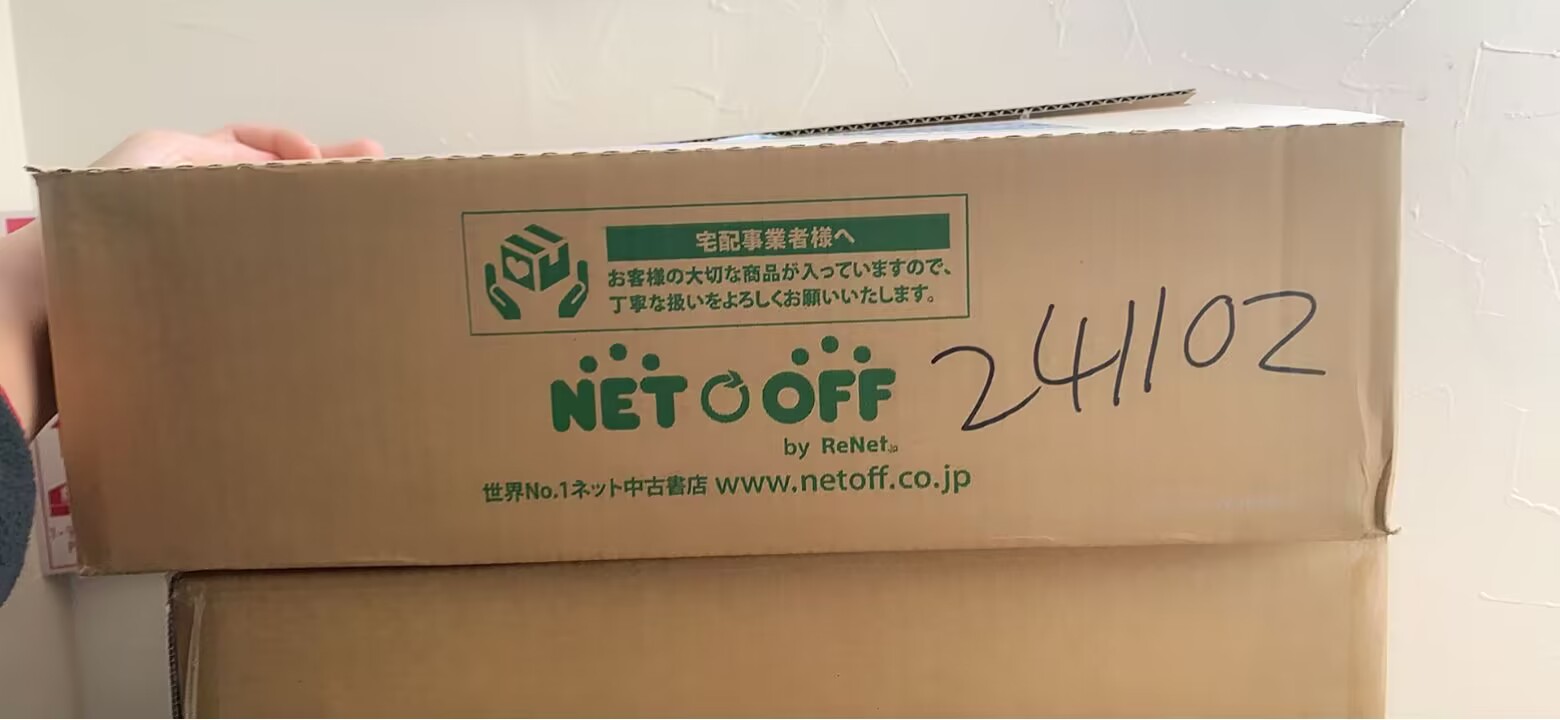 宅配事業者様へ
お客様の大切な商品が入っていますので、
丁寧な扱いをよろしくお願いいたします。
NET OFF
241102
by ReNet.jp
世界No.1ネット中古書店 www.netoff.co.jp